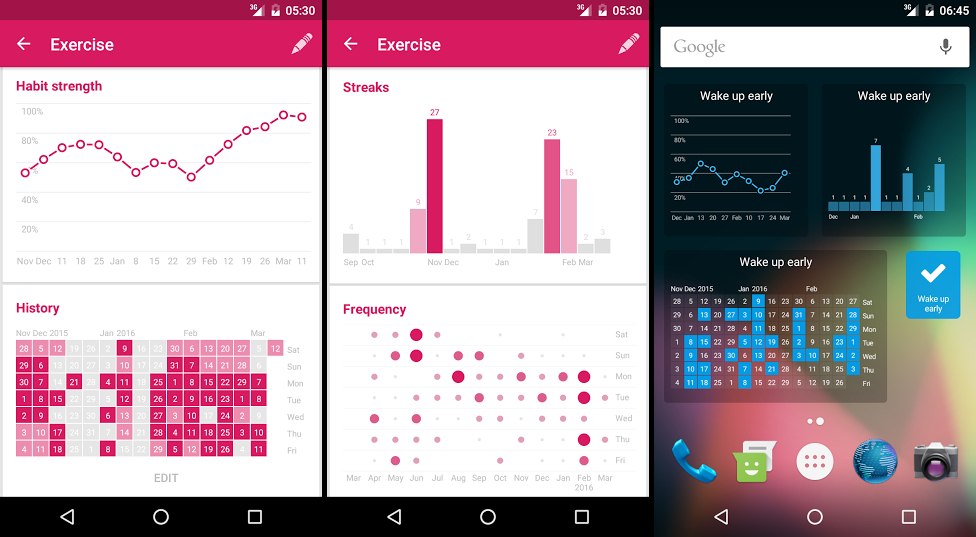 3G 05:30
Exercise
Habit strength
100%
80%
%
40%
20%
Nov Dec 11 18 25 Jan 8 15 22 29 Feb 12 19 26 Mar 11
History
Nov Dec 2015 Jan 2016 Feb Mar
28 5 12 19 26 2 9 16 23 30 6 13 20 27 5 12 Sat
29 6 13 20 27 3 10 17 24 31 7 14 21 28 6 Sun
30 7 14 21 28 4 11 18 25 1 8 15 22 29 7 Mon
1 8 15 22 29 5 12 19 26 2 9 16 23 1 8 Tue
2 9 16 23 30 6 13 20 27 3 10 17 24 2 9 Wed
3 10 17 24 31 7 14 21 28 4 11 18 25 3 10 Thu
4 11 18 25 1 8 15 22 29 5 12 19 26 4 11 Fri
EDIT
3G 05:30
Exercise
Streaks
27
23
15
9
7
4 1 1 1 1 2 1 1 2 3
Sep Oct Nov Dec Jan Feb Mar
Frequency
Sat
Sun
Mon
Tue
Wed
Thu
Fri
Mar Apr May Jun Jul Aug Sep Oct Nov Dec Jan Feb Mar
2016
3G 06:45
Google
Wake up early
100%
80%
60%
40%
20%
Dec Jan 13 20 27 Feb 10 17 24 Mar
Wake up early
7
5
4
1 1 1 1 1 1 1 2
Dec Jan Feb
Wake up early
Nov Dec 2015 Jan 2016 Feb
28 5 12 19 26 2 9 16 23 30 6 13 20 27 Sat
29 6 13 20 27 3 10 17 24 31 7 14 21 28 Sun
30 7 14 21 28 4 11 18 25 1 8 15 22 29 Mon
1 8 15 22 29 5 12 19 26 2 9 16 23 1 Tue
2 9 16 23 30 6 13 20 27 3 10 17 24 2 Wed
3 10 17 24 31 7 14 21 28 4 11 18 25 3 Thu
4 11 18 25 1 8 15 22 29 5 12 19 26 Fri
Wake up
early